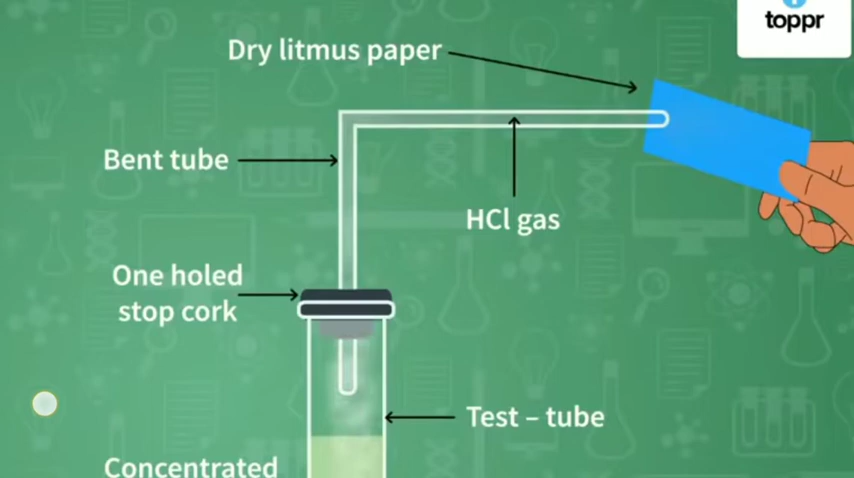 toppr
Dry litmus paper
Bent tube
HCl gas
One holed
stop cork
Test – tube
Concentrated